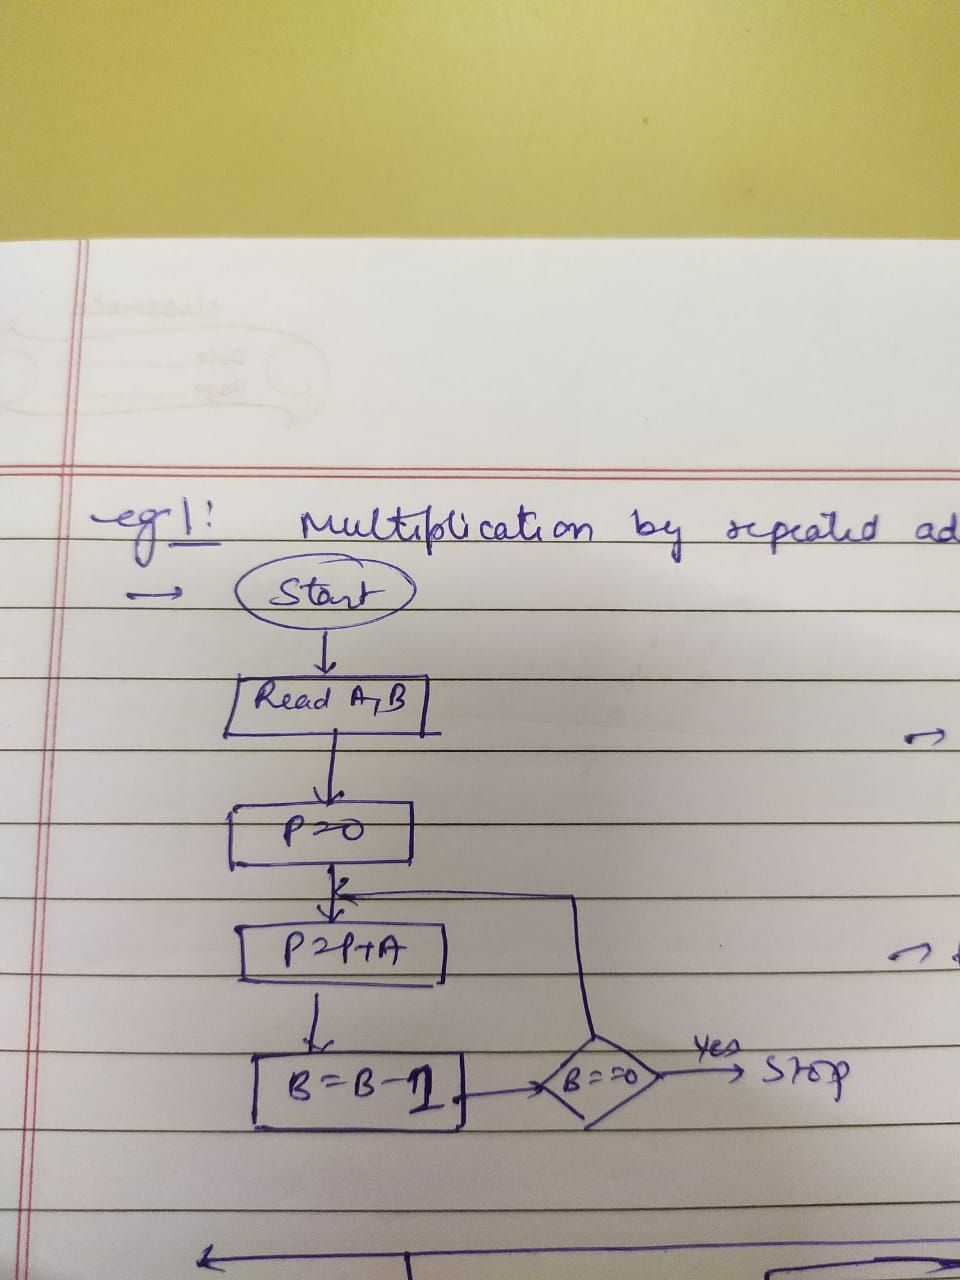 eg 1: Multiplication by repeated ad
Start
Read A, B
P=0
P=P+A
B=B-1
B==0
Yes
Stop